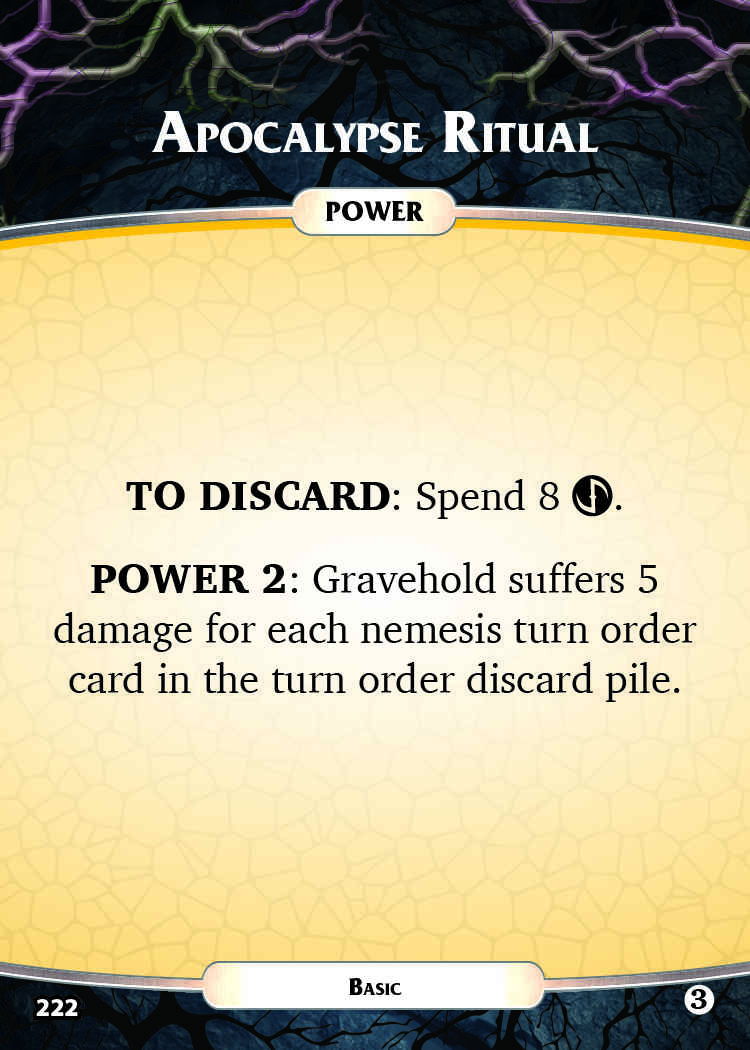 Apocalypse Ritual
POWER
TO DISCARD: Spend 8 .
POWER 2: Gravehold suffers 5
damage for each nemesis turn order
card in the turn order discard pile.
Basic
222
3